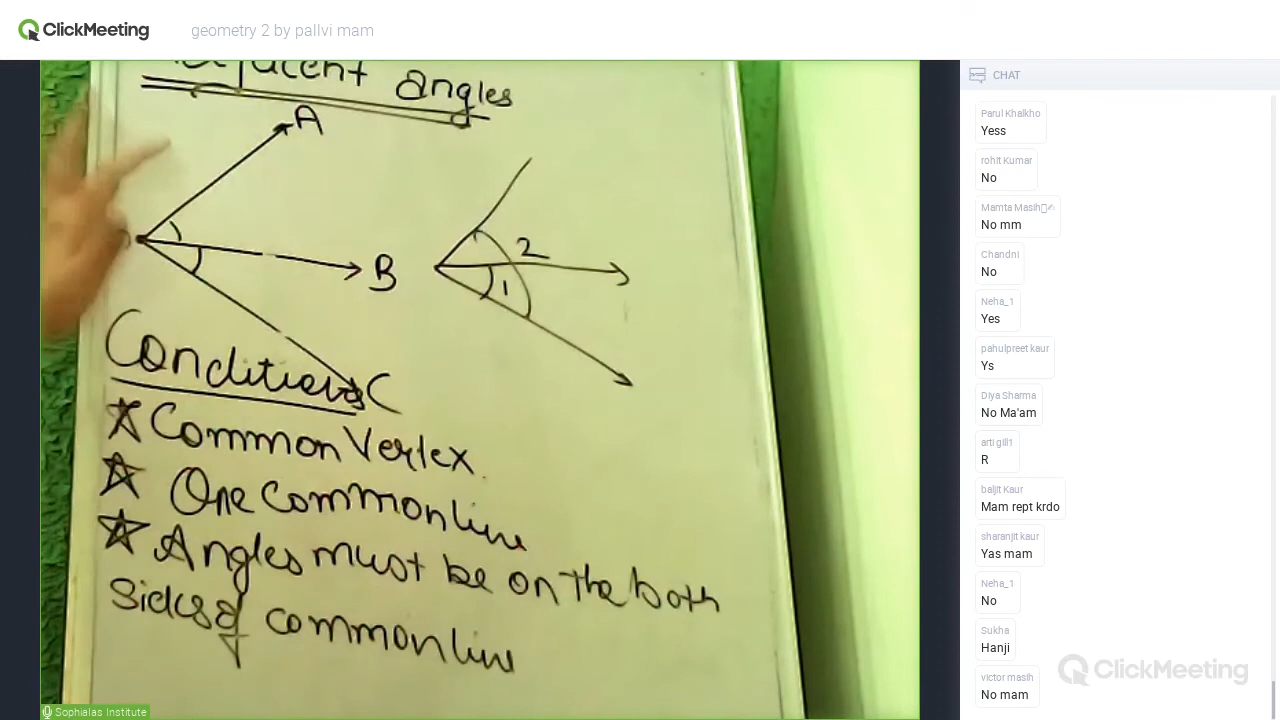 ClickMeeting
geometry 2 by pallvi mam
CHAT
Adjacent angles
A
B
C
2
1
Conditions
Common Vertex
One common line
Angles must be on the both
sides of common line
Sophialas Institute
Parul Khalkho
Yess
rohit Kumar
No
Mamta Masih
No mm
Chandni
No
Neha_1
Yes
pahulpreet kaur
Ys
Diya Sharma
No Ma'am
arti gill1
R
baljit Kaur
Mam rept krdo
sharanjit kaur
Yas mam
Neha_1
No
Sukha
Hanji
victor masih
No mam
ClickMeeting